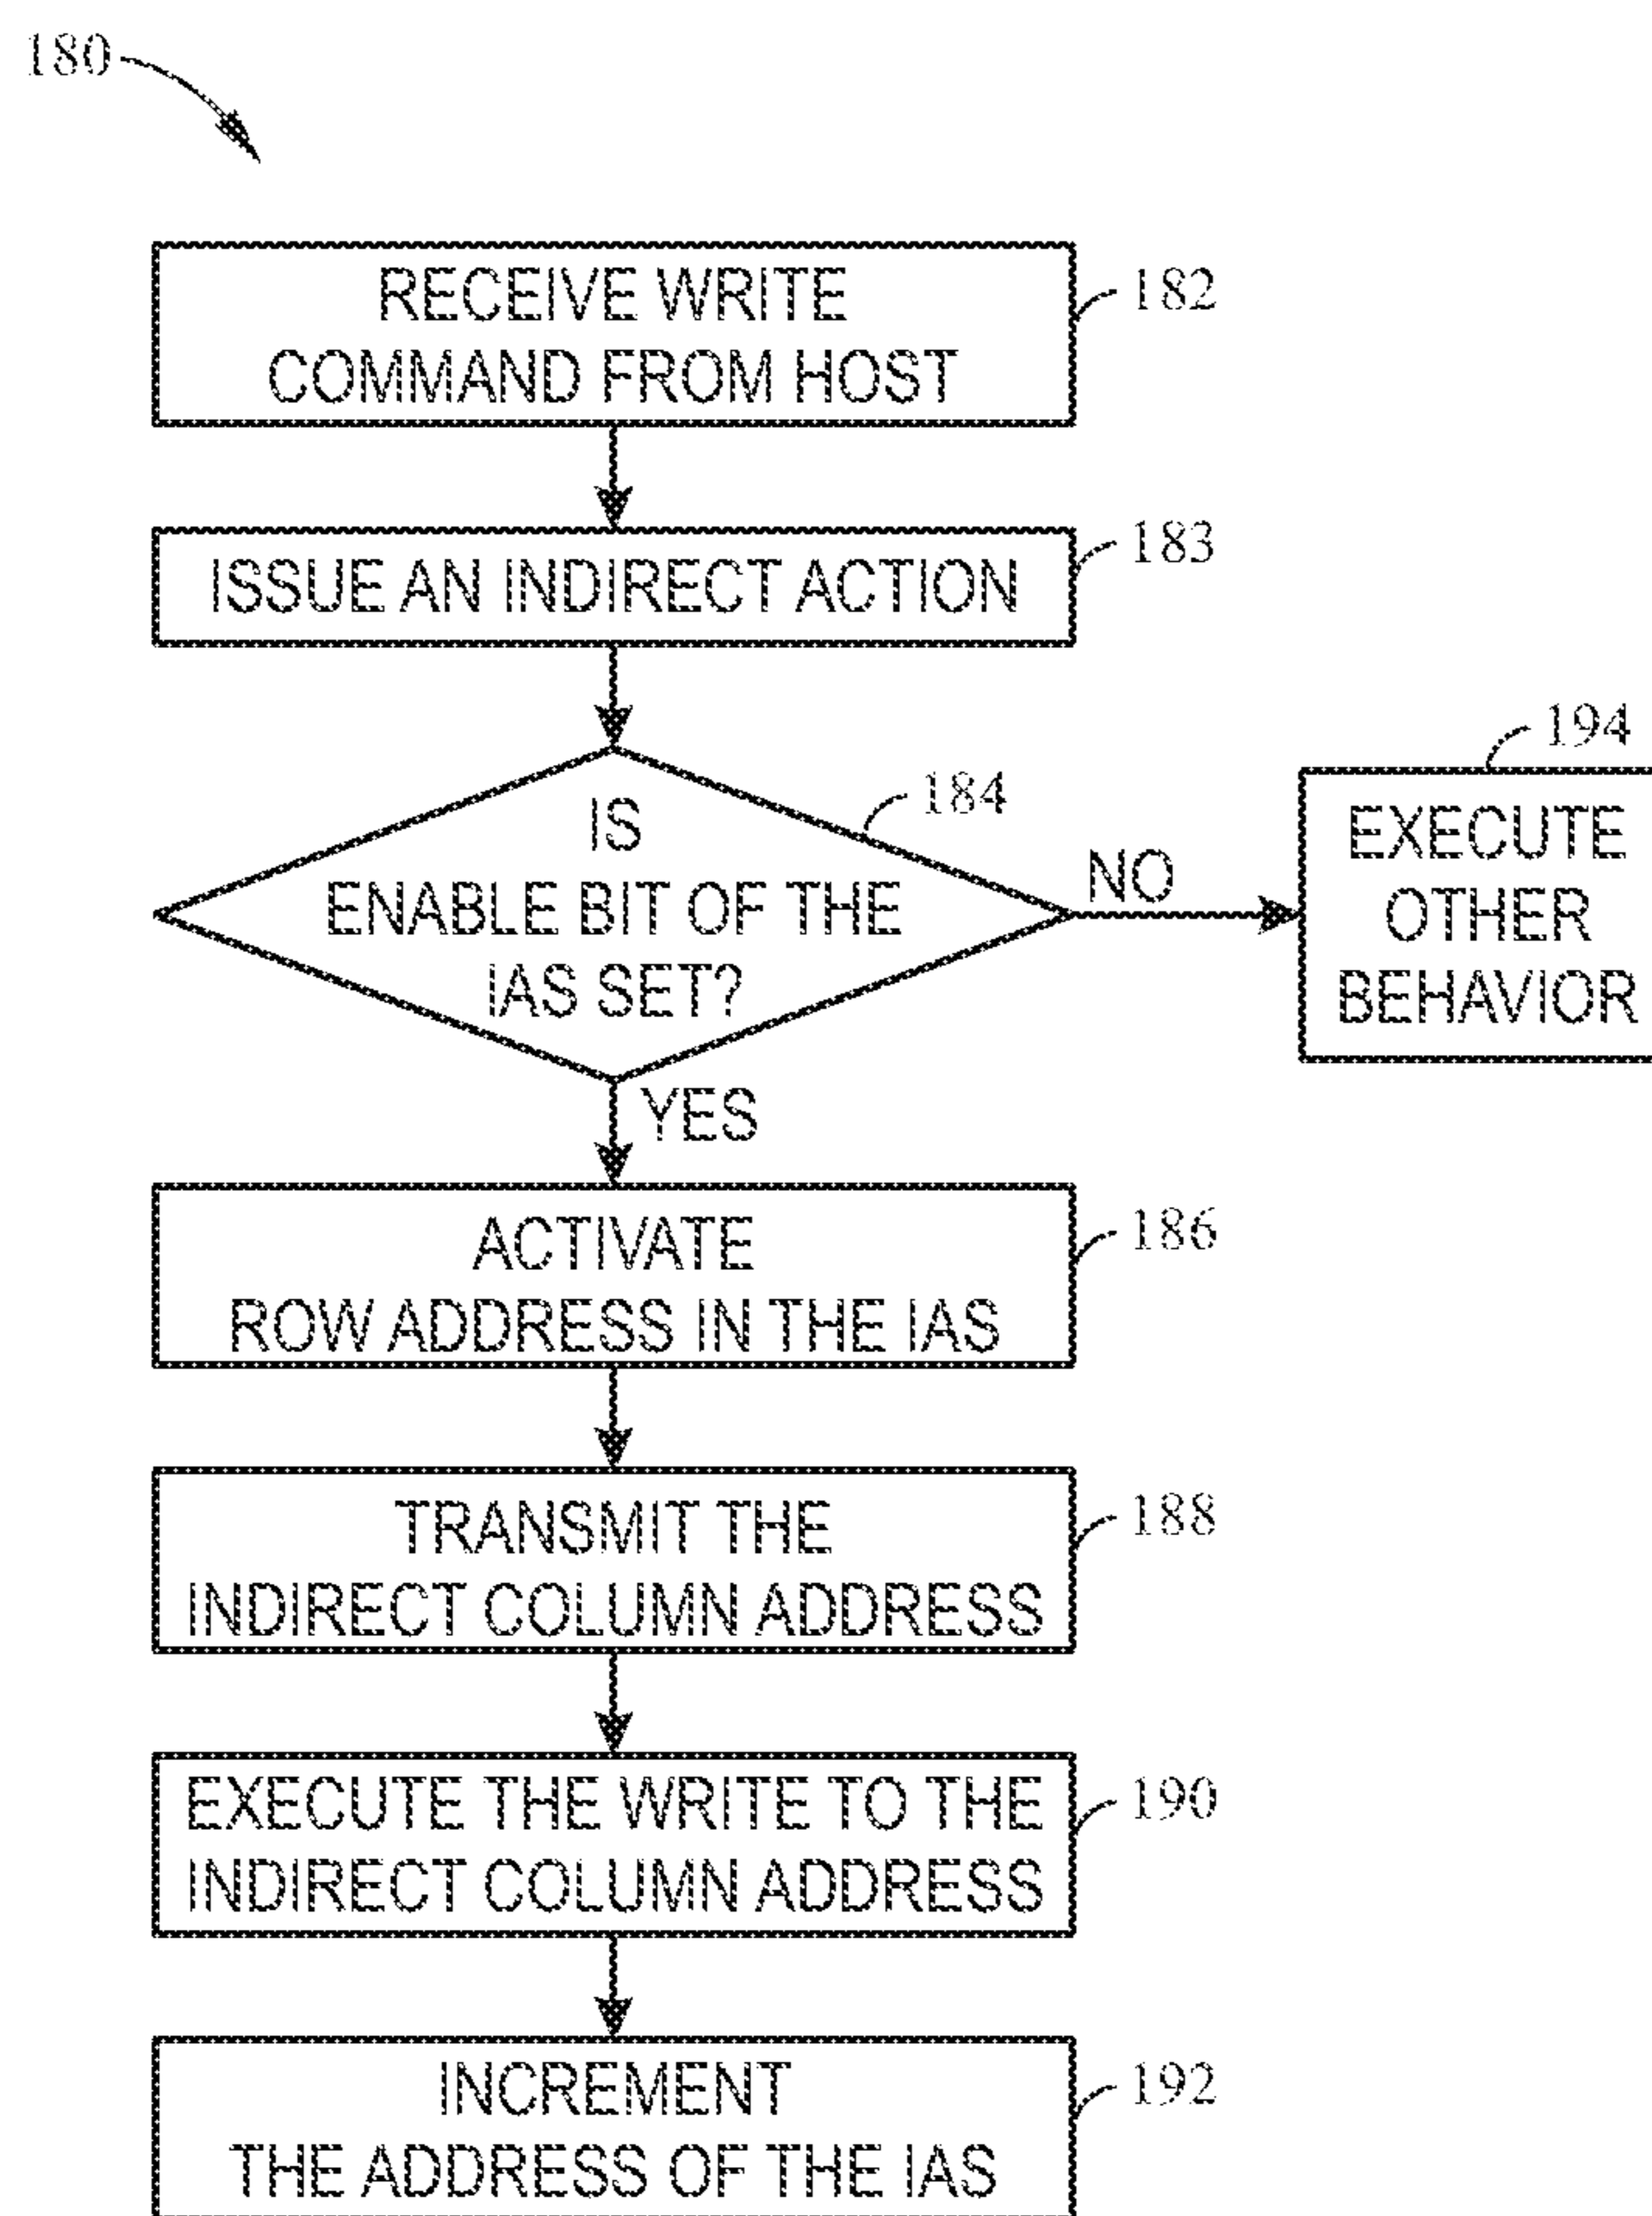 180
RECEIVE WRITE
COMMAND FROM HOST
182
ISSUE AN INDIRECT ACTION
183
IS
ENABLE BIT OF THE
IAS SET?
184
NO
194
EXECUTE
OTHER
BEHAVIOR
YES
ACTIVATE
ROW ADDRESS IN THE IAS
186
TRANSMIT THE
INDIRECT COLUMN ADDRESS
188
EXECUTE THE WRITE TO THE
INDIRECT COLUMN ADDRESS
190
INCREMENT
THE ADDRESS OF THE IAS
192